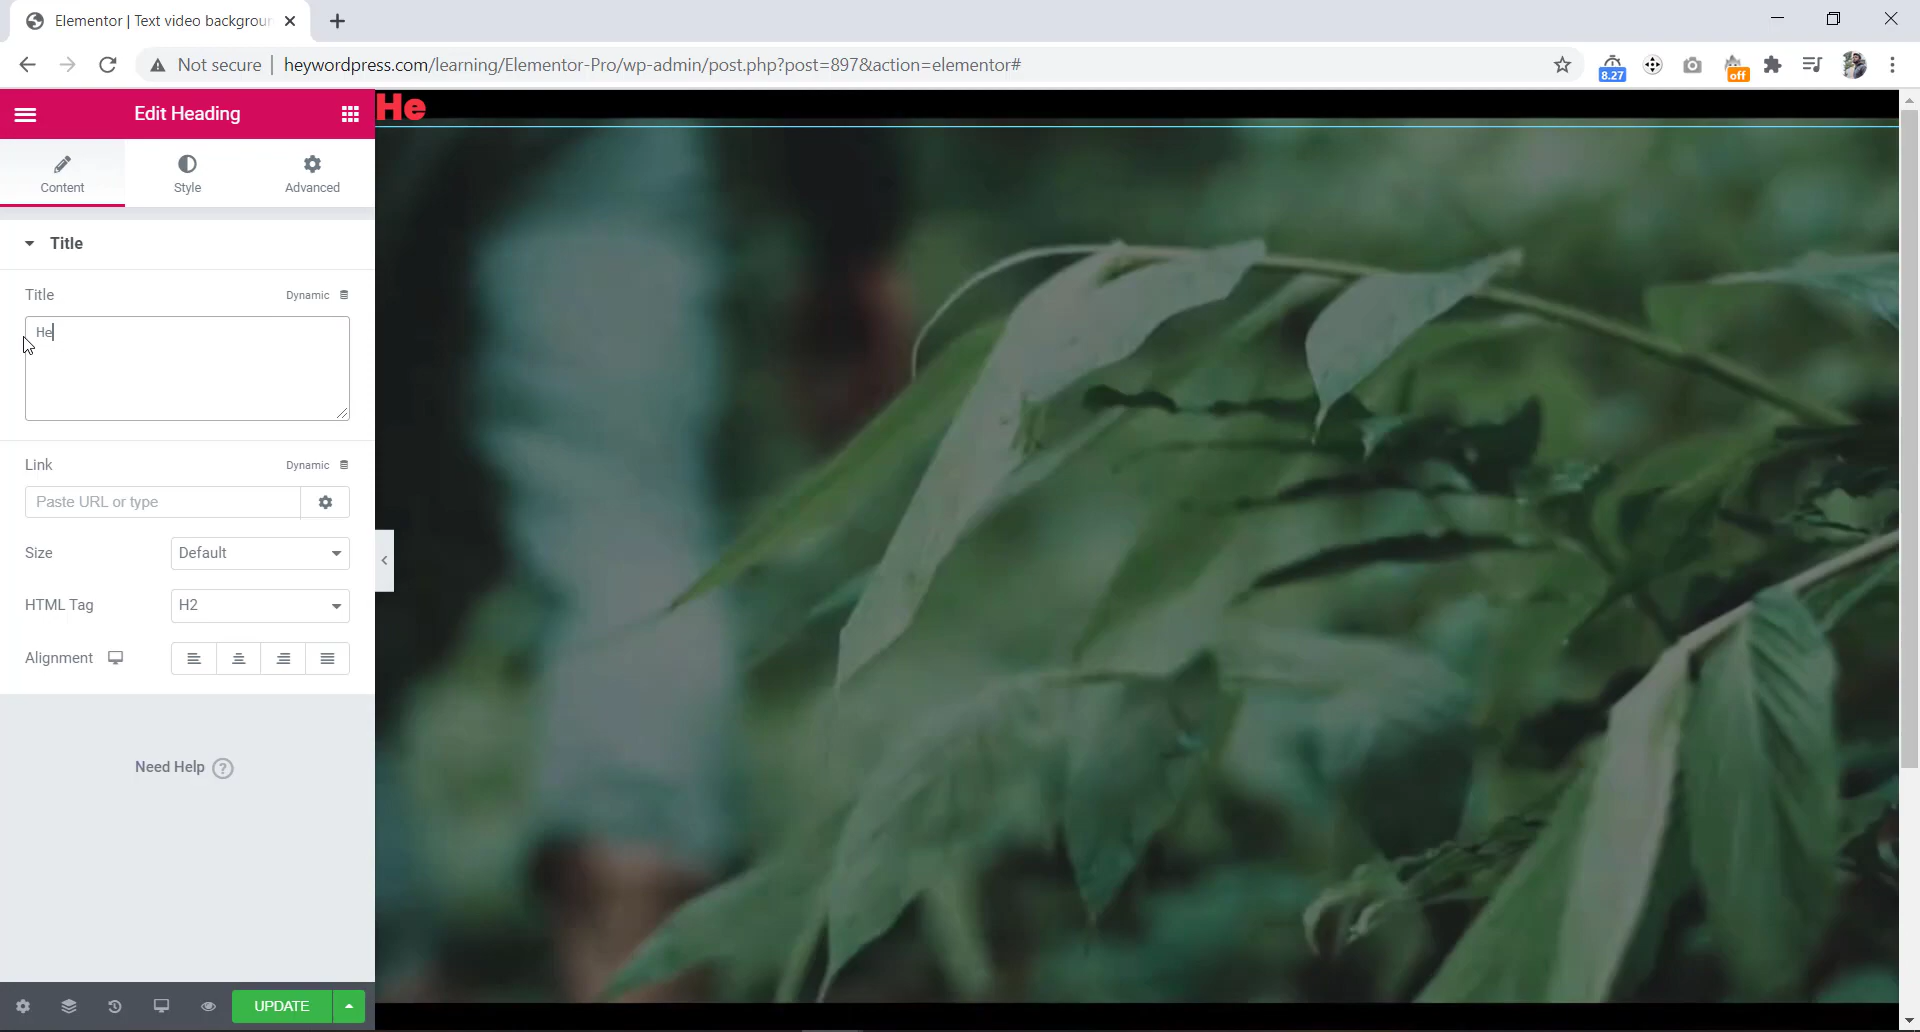 Elementor | Text video backgroun
Not secure
heywordpress.com/learning/Elementor-Pro/wp-admin/post.php?post=897&action=elementor#
8.27
off
Edit Heading
He
Content
Style
Advanced
Title
Title
Dynamic
He
Link
Dynamic
Paste URL or type
Size
Default
HTML Tag
H2
Alignment
Need Help ?
UPDATE